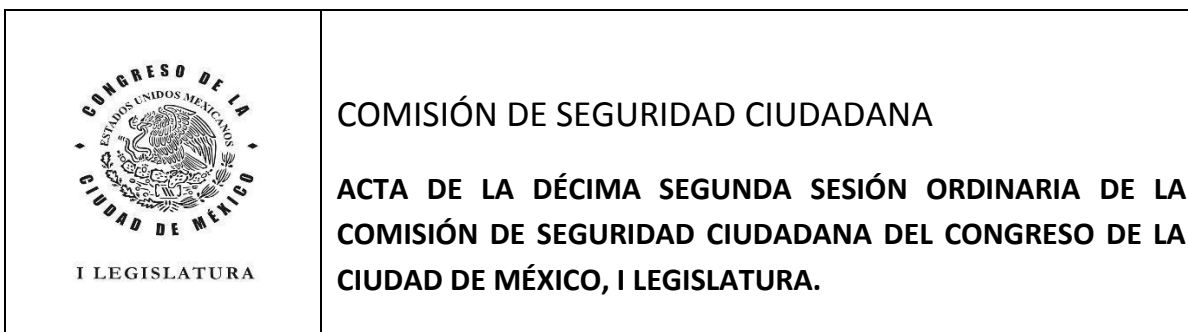 CONGRESO DE LA
CIUDAD DE MÉXICO
ESTADOS UNIDOS MEXICANOS
I LEGISLATURA
COMISIÓN DE SEGURIDAD CIUDADANA
ACTA DE LA DÉCIMA SEGUNDA SESIÓN ORDINARIA DE LA
COMISIÓN DE SEGURIDAD CIUDADANA DEL CONGRESO DE LA
CIUDAD DE MÉXICO, I LEGISLATURA.